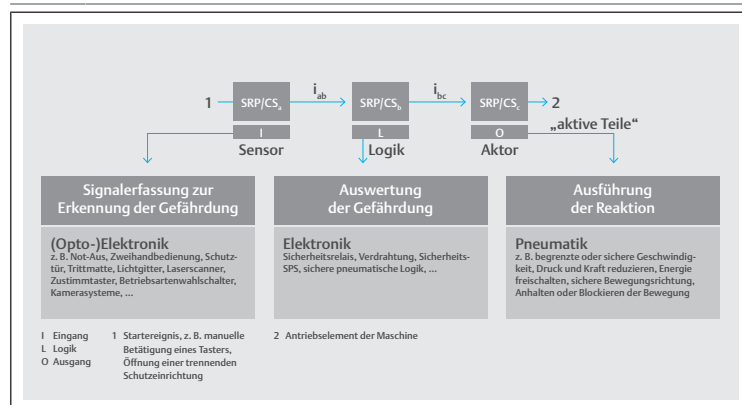 1 SRP/CSa iab SRP/CSb ibc SRP/CSc 2
I L O „aktive Teile“
Sensor Logik Aktor
Signalerfassung zur
Erkennung der Gefährdung
(Opto-)Elektronik
z. B. Not-Aus, Zweihandbedienung, Schutz-
tür, Trittmatte, Lichtgitter, Laserscanner,
Zustimmtaster, Betriebsartenwahlschalter,
Kamerasysteme, ...
Auswertung
der Gefährdung
Elektronik
Sicherheitsrelais, Verdrahtung, Sicherheits-
SPS, sichere pneumatische Logik, ...
Ausführung
der Reaktion
Pneumatik
z. B. begrenzte oder sichere Geschwindig-
keit, Druck und Kraft reduzieren, Energie
freischalten, sichere Bewegungsrichtung,
Anhalten oder Blockieren der Bewegung
I Eingang
L Logik
O Ausgang
1 Startereignis, z. B. manuelle
Betätigung eines Tasters,
Öffnung einer trennenden
Schutzeinrichtung
2 Antriebselement der Maschine